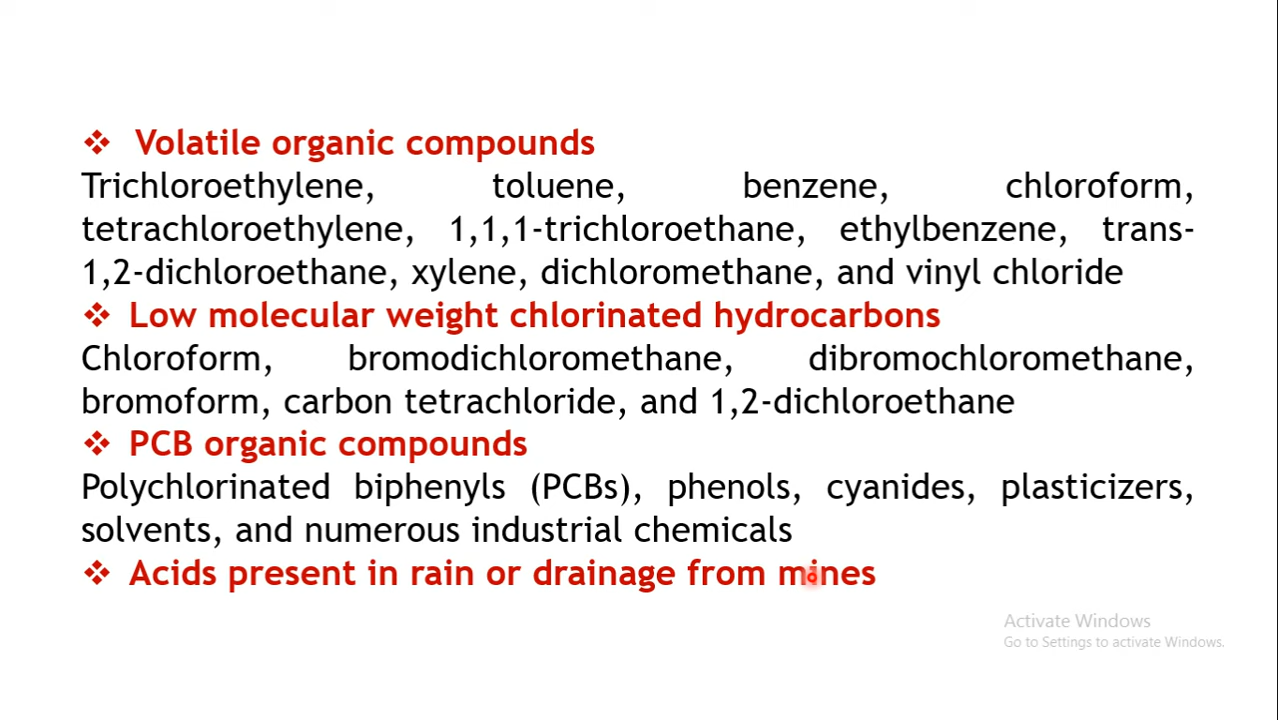 ❖ Volatile organic compounds
Trichloroethylene, toluene, benzene, chloroform,
tetrachloroethylene, 1,1,1-trichloroethane, ethylbenzene, trans-
1,2-dichloroethane, xylene, dichloromethane, and vinyl chloride
❖ Low molecular weight chlorinated hydrocarbons
Chloroform, bromodichloromethane, dibromochloromethane,
bromoform, carbon tetrachloride, and 1,2-dichloroethane
❖ PCB organic compounds
Polychlorinated biphenyls (PCBs), phenols, cyanides, plasticizers,
solvents, and numerous industrial chemicals
❖ Acids present in rain or drainage from mines
Activate Windows
Go to Settings to activate Windows.